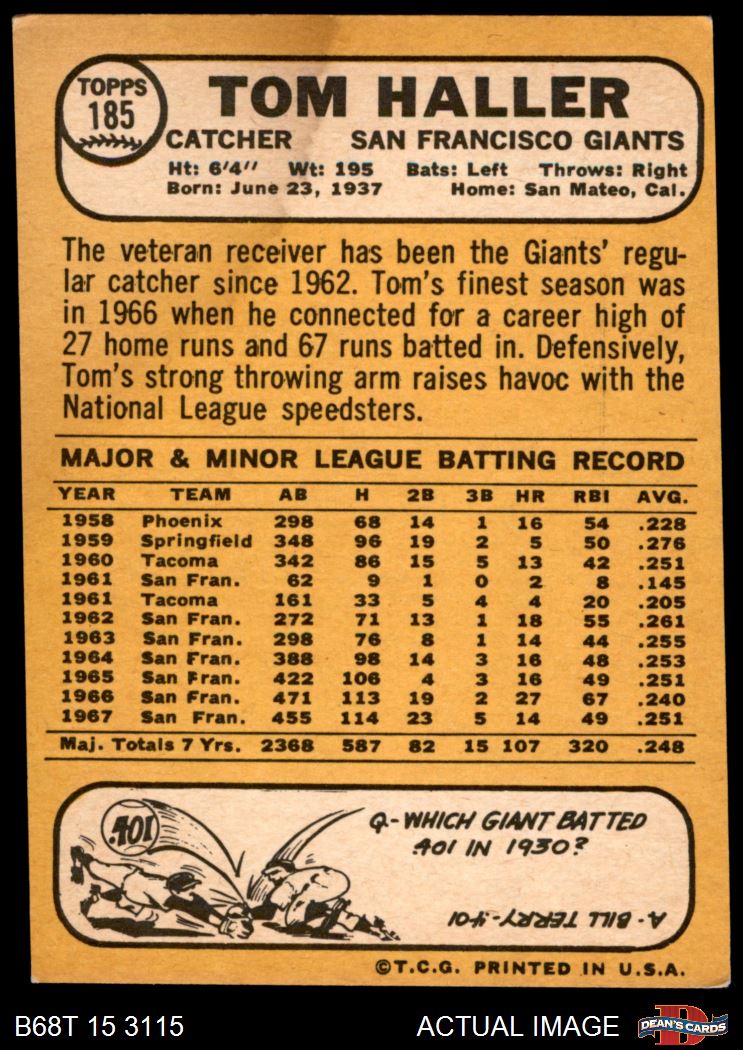 TOPPS
185
TOM HALLER
CATCHER SAN FRANCISCO GIANTS
Ht: 6'4" Wt: 195 Bats: Left Throws: Right
Born: June 23, 1937 Home: San Mateo, Cal.
The veteran receiver has been the Giants' regu-
lar catcher since 1962. Tom's finest season was
in 1966 when he connected for a career high of
27 home runs and 67 runs batted in. Defensively,
Tom's strong throwing arm raises havoc with the
National League speedsters.
MAJOR & MINOR LEAGUE BATTING RECORD
YEAR TEAM AB H 2B 3B HR RBI AVG.
1958 Phoenix 298 68 14 1 16 54 .228
1959 Springfield 348 96 19 2 5 50 .276
1960 Tacoma 342 86 15 5 13 42 .251
1961 San Fran. 62 9 1 0 2 8 .145
1961 Tacoma 161 33 5 4 4 20 .205
1962 San Fran. 272 71 13 1 18 55 .261
1963 San Fran. 298 76 8 1 14 44 .255
1964 San Fran. 388 98 14 3 16 48 .253
1965 San Fran. 422 106 4 3 16 49 .251
1966 San Fran. 471 113 19 2 27 67 .240
1967 San Fran. 455 114 23 5 14 49 .251
Maj. Totals 7 Yrs. 2368 587 82 15 107 320 .248
.401
Q-WHICH GIANT BATTED
.401 IN 1930?
A-BILL TERRY-.401
©T.C.G. PRINTED IN U.S.A.
B68T 15 3115 ACTUAL IMAGE D DEAN'S CARDS